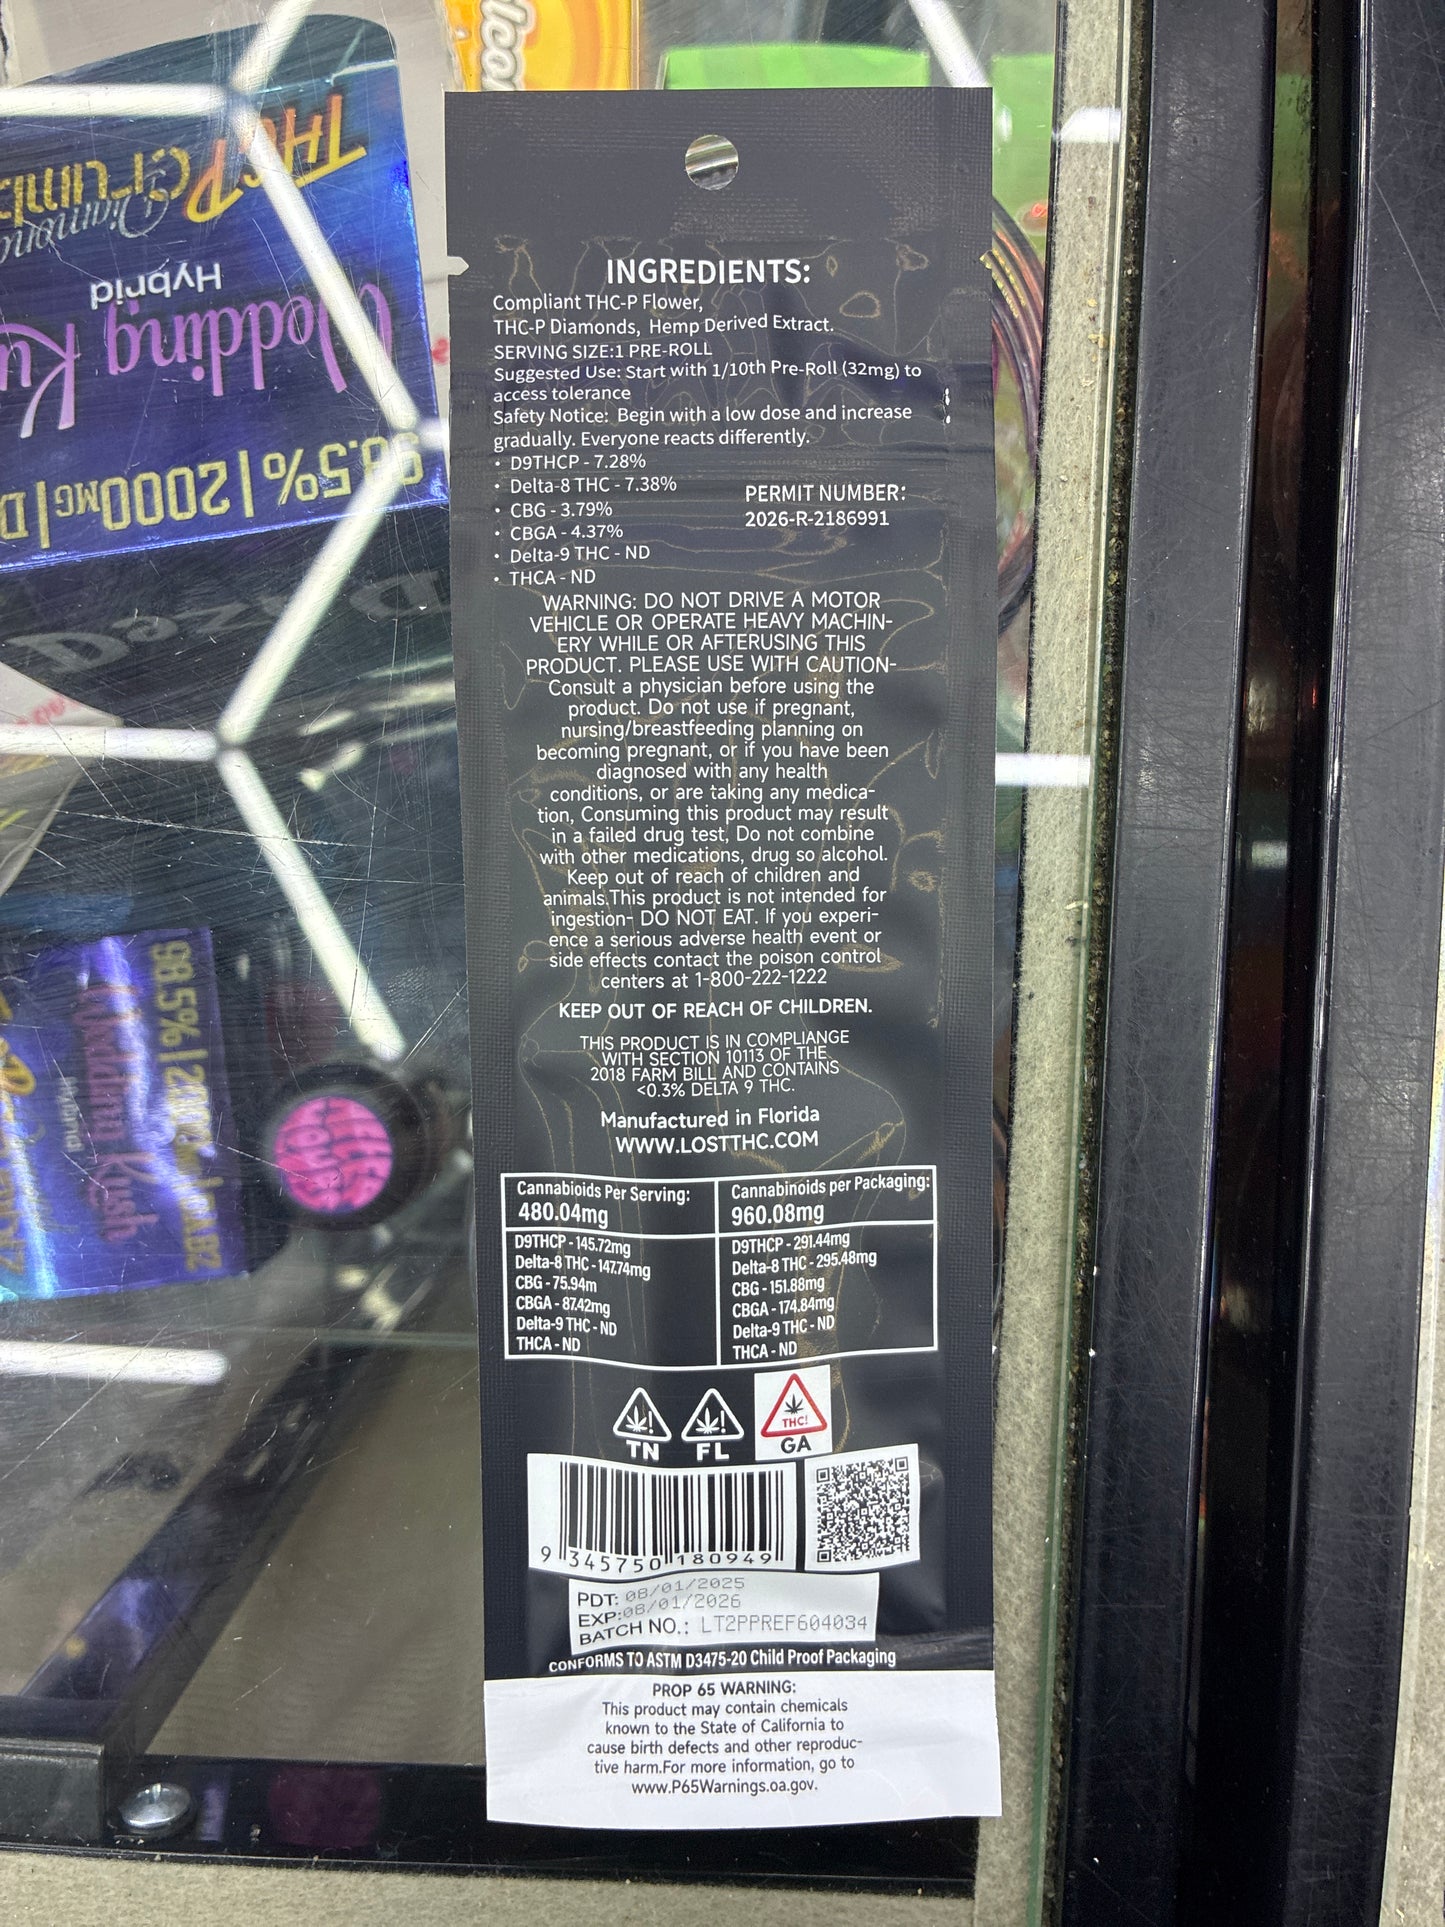 INGREDIENTS:
Compliant THC-P Flower,
THC-P Diamonds, Hemp Derived Extract.
SERVING SIZE:1 PRE-ROLL
Suggested Use: Start with 1/10th Pre-Roll (32mg) to
access tolerance
Safety Notice: Begin with a low dose and increase
gradually. Everyone reacts differently.
• D9THCP - 7.28%
• Delta-8 THC - 7.38%
• CBG - 3.79%
• CBGA - 4.37%
• Delta-9 THC - ND
• THCA - ND
PERMIT NUMBER:
2026-R-2186991
WARNING: DO NOT DRIVE A MOTOR
VEHICLE OR OPERATE HEAVY MACHIN-
ERY WHILE OR AFTERUSING THIS
PRODUCT. PLEASE USE WITH CAUTION-
Consult a physician before using the
product. Do not use if pregnant,
nursing/breastfeeding planning on
becoming pregnant, or if you have been
diagnosed with any health
conditions, or are taking any medica-
tion, Consuming this product may result
in a failed drug test, Do not combine
with other medications, drug so alcohol.
Keep out of reach of children and
animals.This product is not intended for
ingestion- DO NOT EAT. If you experi-
ence a serious adverse health event or
side effects contact the poison control
centers at 1-800-222-1222
KEEP OUT OF REACH OF CHILDREN.
THIS PRODUCT IS IN COMPLIANGE
WITH SECTION 10113 OF THE
2018 FARM BILL AND CONTAINS
<0.3% DELTA 9 THC.
Manufactured in Florida
WWW.LOSTTHC.COM
Cannabioids Per Serving:
480.04mg
D9THCP - 145.72mg
Delta-8 THC - 147.74mg
CBG - 75.94m
CBGA - 87.42mg
Delta-9 THC - ND
THCA - ND
Cannabinoids per Packaging:
960.08mg
D9THCP - 291.44mg
Delta-8 THC - 295.48mg
CBG - 151.88mg
CBGA - 174.84mg
Delta-9 THC - ND
THCA - ND
TN
FL
THC!
GA
9 345750 180949
PDT: 08/01/2025
EXP:08/01/2026
BATCH NO.: LT2PPREF604034
CONFORMS TO ASTM D3475-20 Child Proof Packaging
PROP 65 WARNING:
This product may contain chemicals
known to the State of California to
cause birth defects and other reproduc-
tive harm.For more information, go to
www.P65Warnings.oa.gov.
THC-P
Diamond
Hybrid
Wedding Ku
98.5% | 2000MG | D
98.5% | 2000MG
Wedding Kush
Hybrid